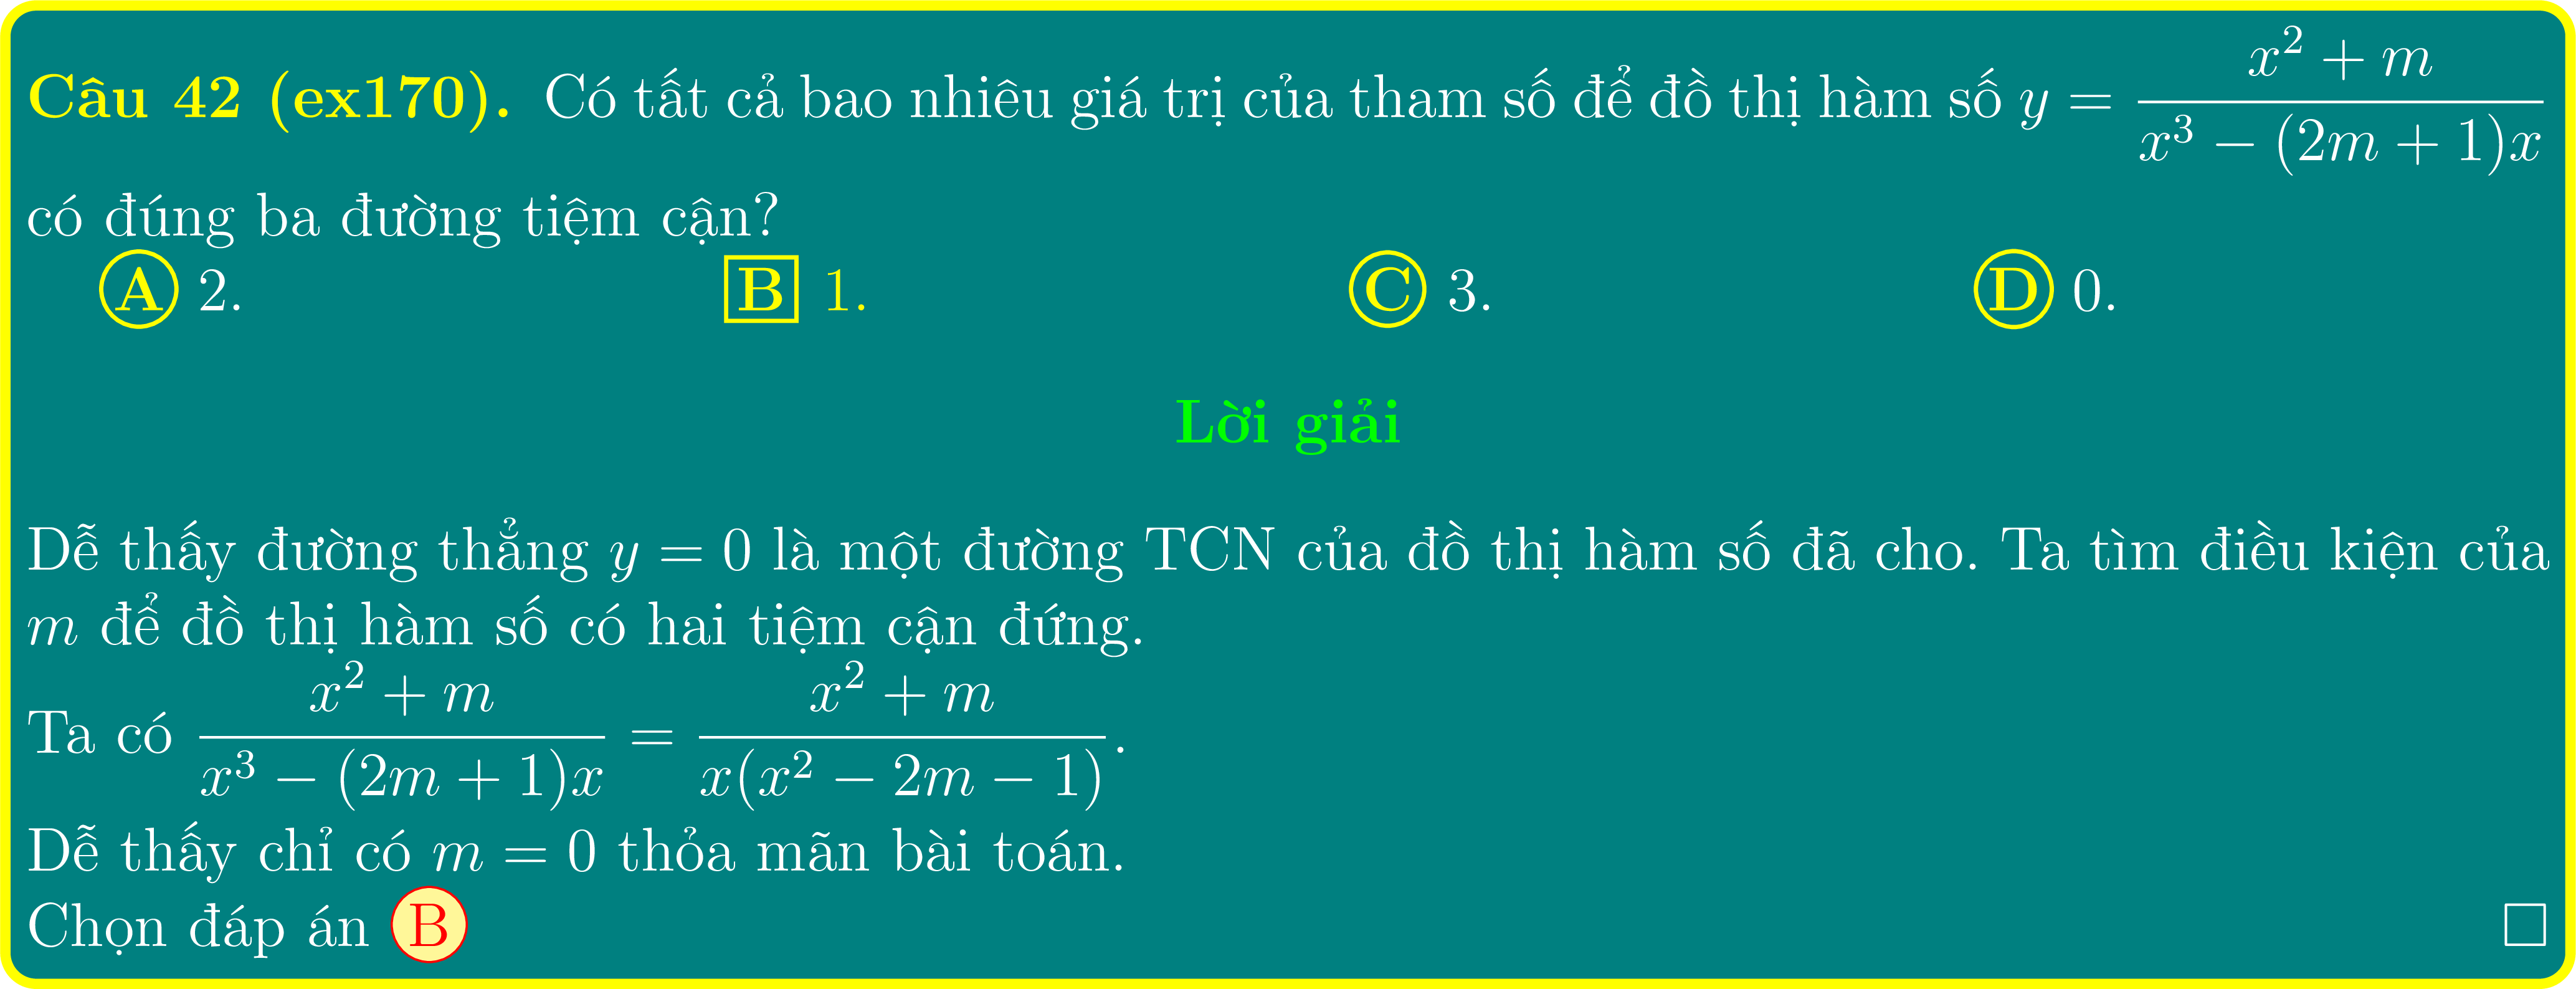 Câu 42 (ex170). Có tất cả bao nhiêu giá trị của tham số để đồ thị hàm số $y = \frac{x^2 + m}{x^3 - (2m + 1)x}$
có đúng ba đường tiệm cận?
A 2. B 1. C 3. D 0.
Lời giải
Dễ thấy đường thẳng $y = 0$ là một đường TCN của đồ thị hàm số đã cho. Ta tìm điều kiện của
$m$ để đồ thị hàm số có hai tiệm cận đứng.
Ta có $\frac{x^2 + m}{x^3 - (2m + 1)x} = \frac{x^2 + m}{x(x^2 - 2m - 1)}$.
Dễ thấy chỉ có $m = 0$ thỏa mãn bài toán.
Chọn đáp án B □